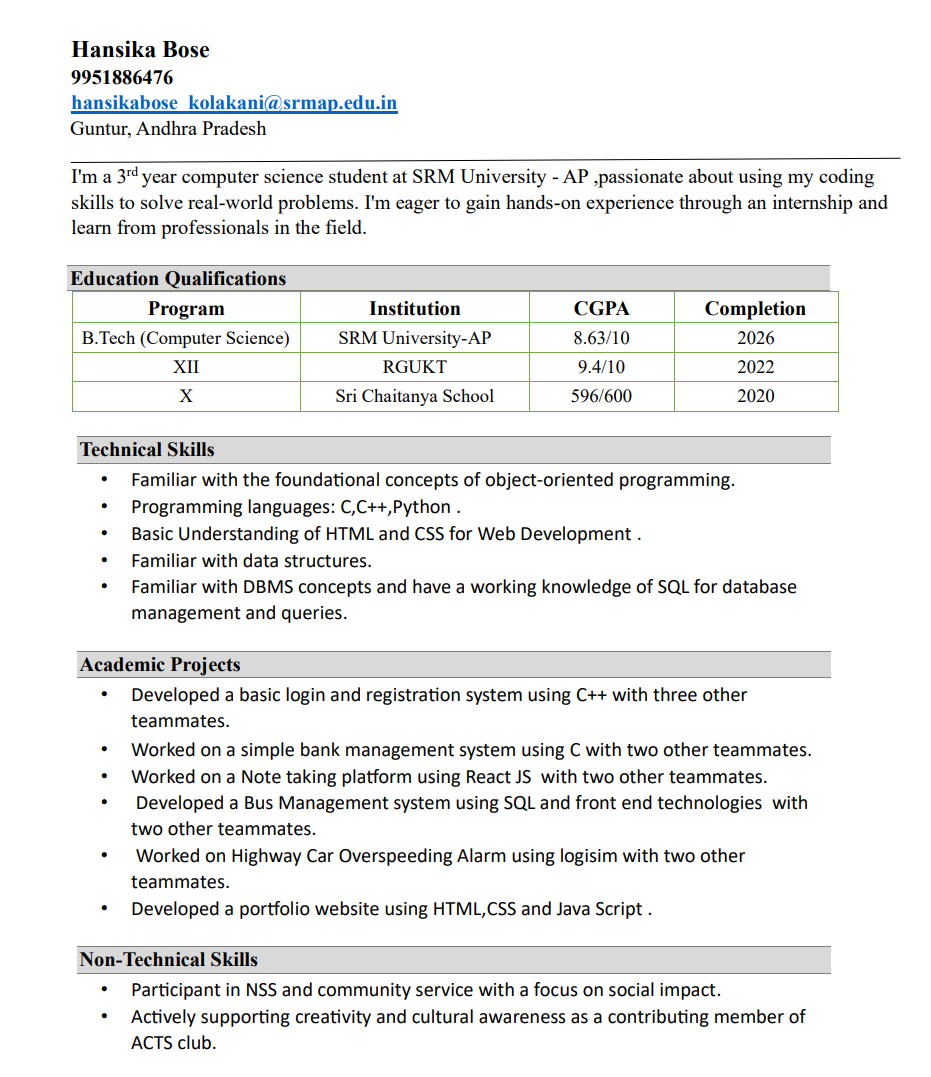 Hansika Bose
9951886476
hansikabose_kolakani@srmap.edu.in
Guntur, Andhra Pradesh
I'm a 3rd year computer science student at SRM University - AP ,passionate about using my coding
skills to solve real-world problems. I'm eager to gain hands-on experience through an internship and
learn from professionals in the field.
Education Qualifications
Program Institution CGPA Completion
B.Tech (Computer Science) SRM University-AP 8.63/10 2026
XII RGUKT 9.4/10 2022
X Sri Chaitanya School 596/600 2020
Technical Skills
• Familiar with the foundational concepts of object-oriented programming.
• Programming languages: C,C++,Python .
• Basic Understanding of HTML and CSS for Web Development .
• Familiar with data structures.
• Familiar with DBMS concepts and have a working knowledge of SQL for database
management and queries.
Academic Projects
• Developed a basic login and registration system using C++ with three other
teammates.
• Worked on a simple bank management system using C with two other teammates.
• Worked on a Note taking platform using React JS  with two other teammates.
• Developed a Bus Management system using SQL and front end technologies  with
two other teammates.
• Worked on Highway Car Overspeeding Alarm using logisim with two other
teammates.
• Developed a portfolio website using HTML,CSS and Java Script .
Non-Technical Skills
• Participant in NSS and community service with a focus on social impact.
• Actively supporting creativity and cultural awareness as a contributing member of
ACTS club.